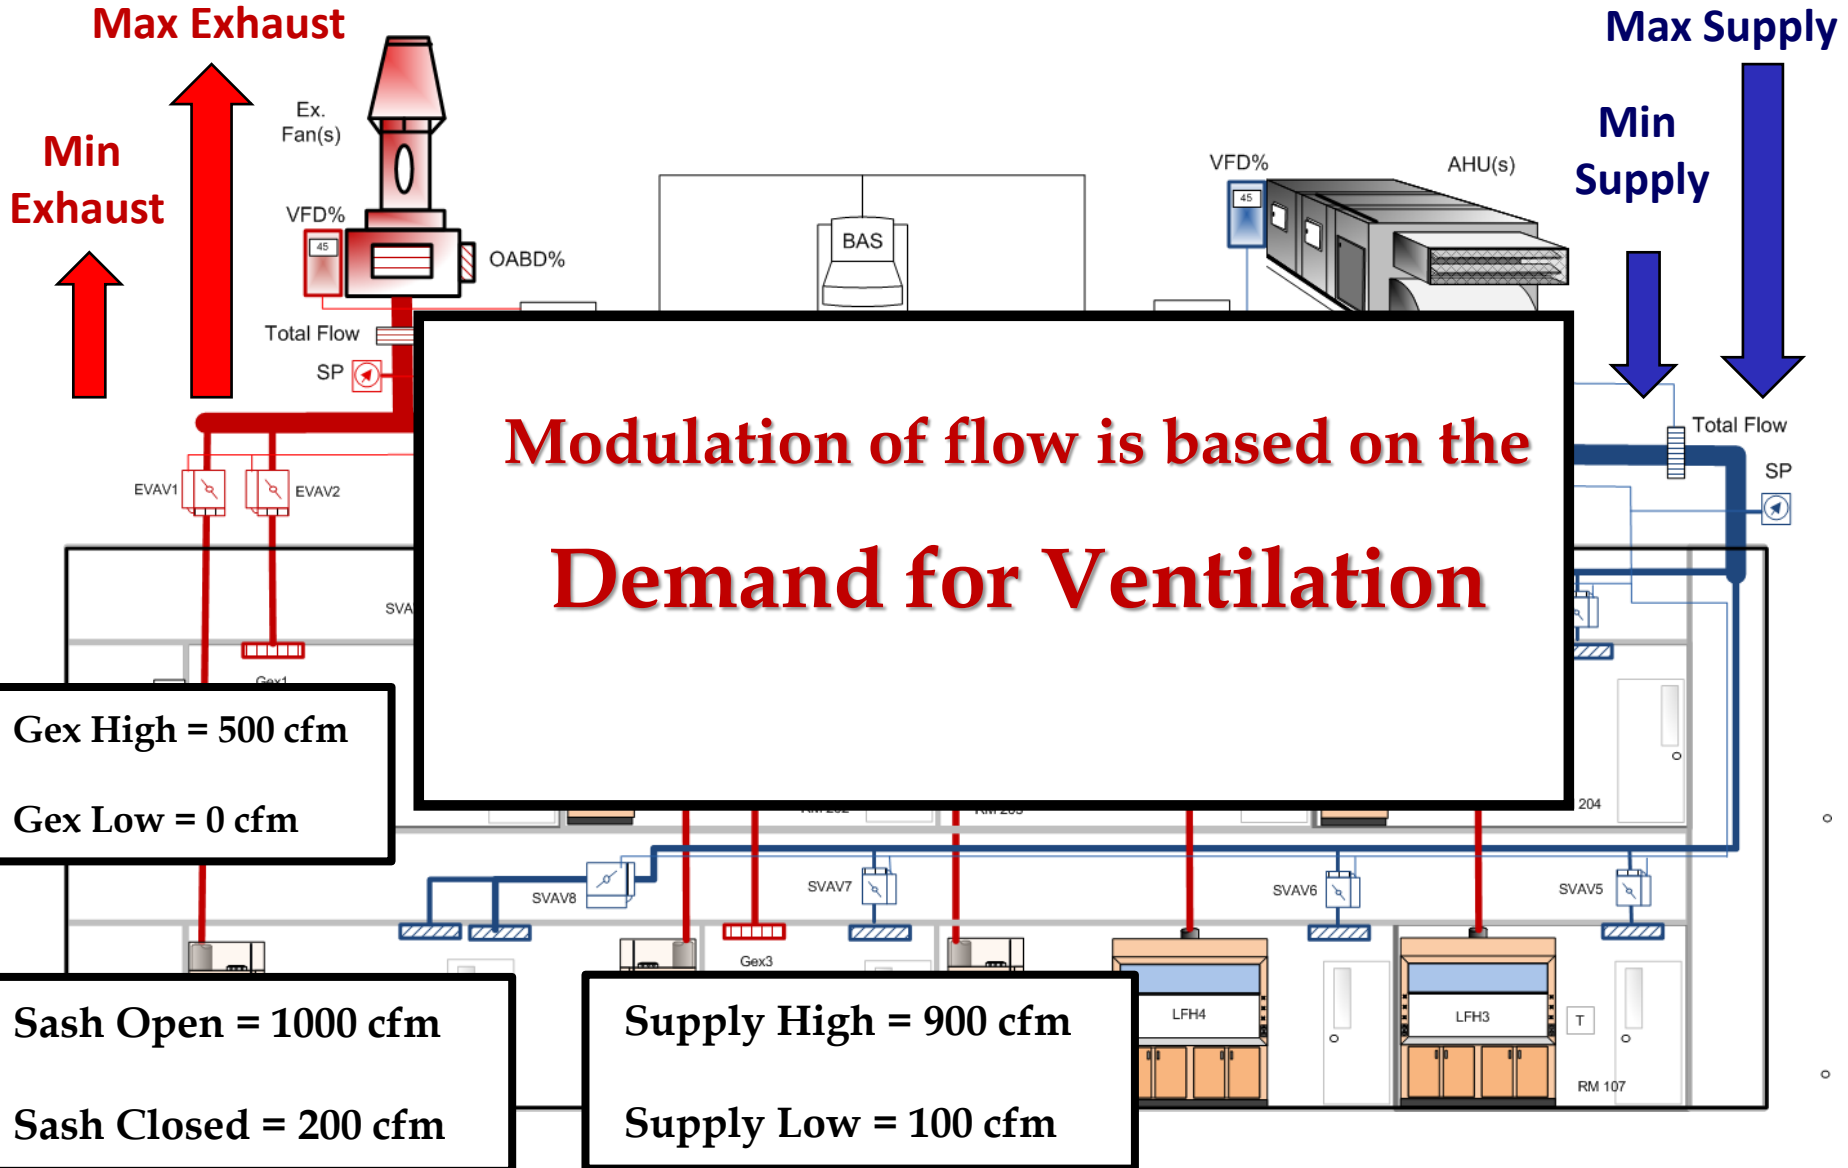 Max Exhaust
Max Supply
Ex.
Fan(s)
Min
Exhaust
Min
Supply
VFD%
AHU(s)
45
VFD%
45
BAS
OABD%
Total Flow
SP
Modulation of flow is based on the
Demand for Ventilation
Total Flow
SP
EVAV1
EVAV2
SVA
Gex1
Gex High = 500 cfm
Gex Low = 0 cfm
204
SVAV8
SVAV7
SVAV6
SVAV5
Gex3
Sash Open = 1000 cfm
Sash Closed = 200 cfm
Supply High = 900 cfm
Supply Low = 100 cfm
LFH4
LFH3
T
RM 107